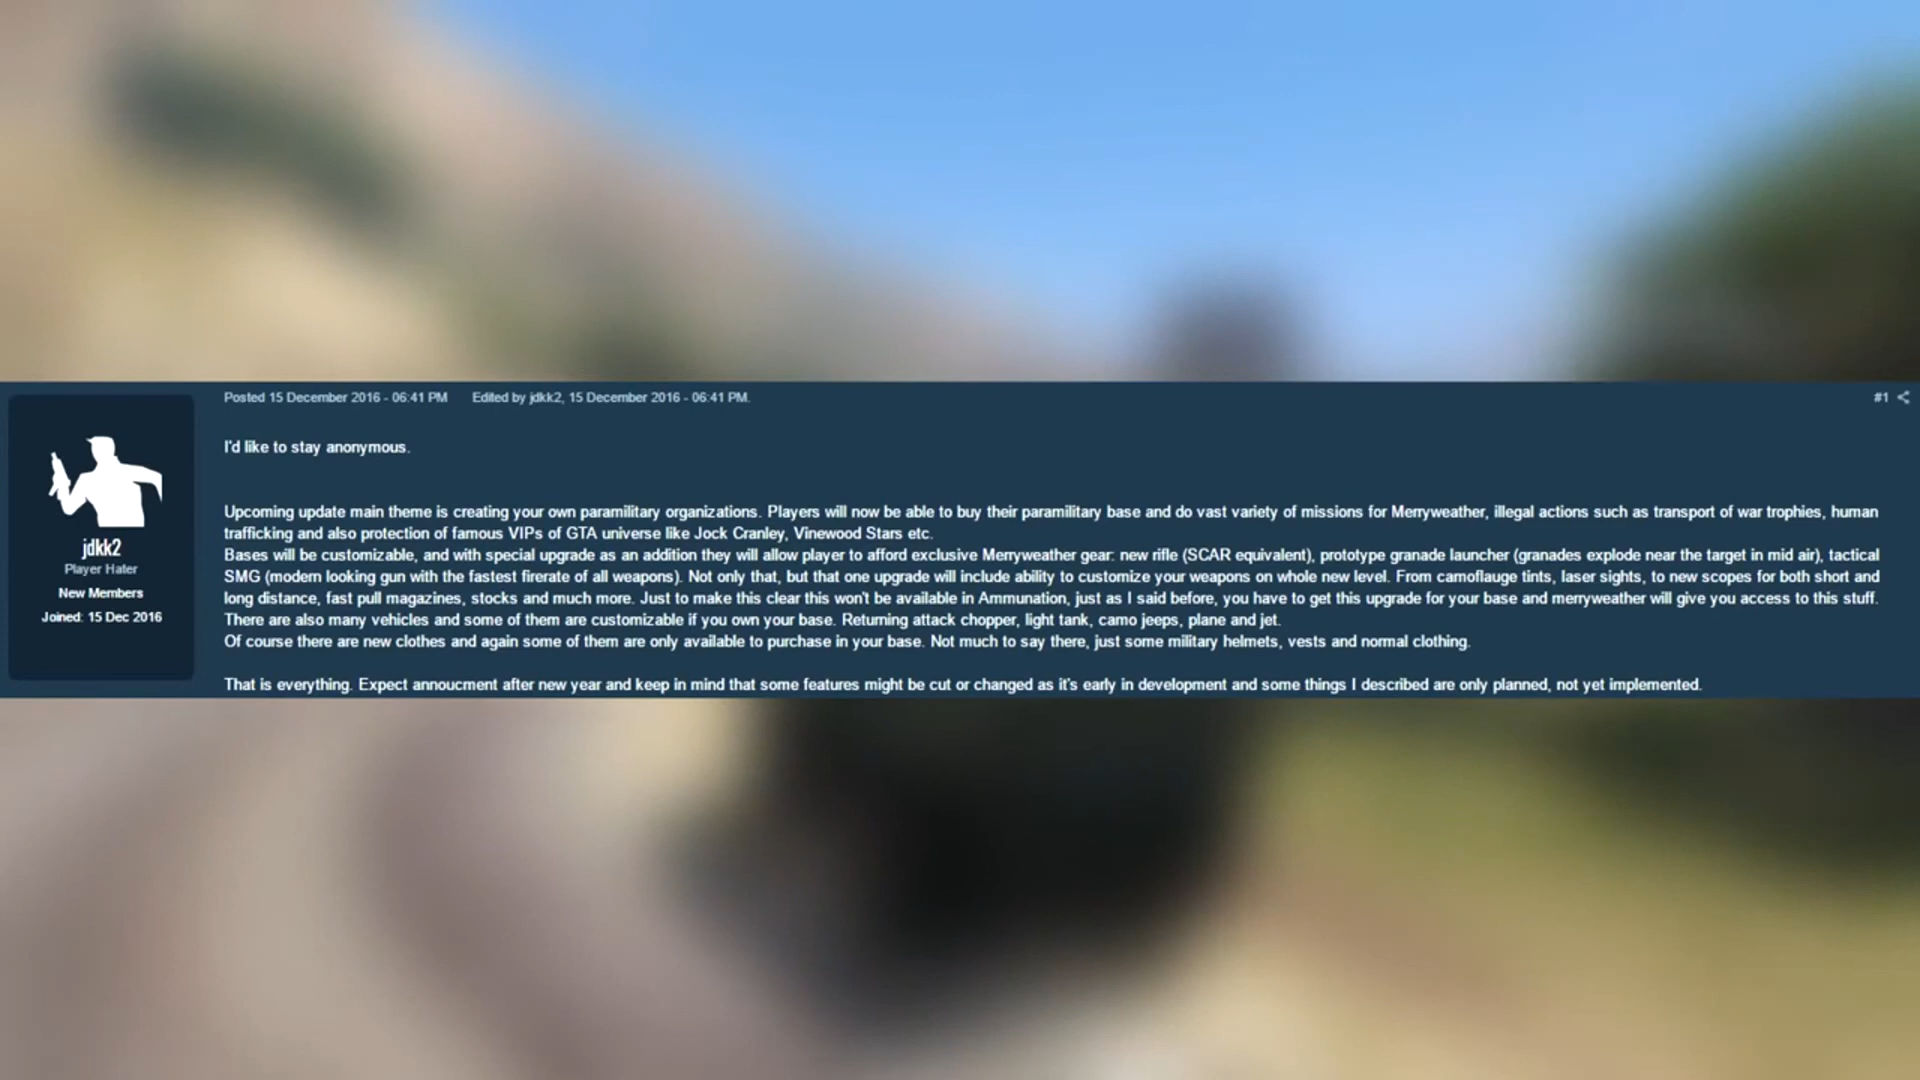 Posted 15 December 2016 - 06:41 PM Edited by jdkk2, 15 December 2016 - 06:41 PM.
#1
I'd like to stay anonymous.
jdkk2
Player Hater
New Members
Joined: 15 Dec 2016
Upcoming update main theme is creating your own paramilitary organizations. Players will now be able to buy their paramilitary base and do vast variety of missions for Merryweather, illegal actions such as transport of war trophies, human
trafficking and also protection of famous VIPs of GTA universe like Jock Cranley, Vinewood Stars etc.
Bases will be customizable, and with special upgrade as an addition they will allow player to afford exclusive Merryweather gear: new rifle (SCAR equivalent), prototype granade launcher (granades explode near the target in mid air), tactical
SMG (modern looking gun with the fastest firerate of all weapons). Not only that, but that one upgrade will include ability to customize your weapons on whole new level. From camoflauge tints, laser sights, to new scopes for both short and
long distance, fast pull magazines, stocks and much more. Just to make this clear this won't be available in Ammunation, just as I said before, you have to get this upgrade for your base and merryweather will give you access to this stuff.
There are also many vehicles and some of them are customizable if you own your base. Returning attack chopper, light tank, camo jeeps, plane and jet.
Of course there are new clothes and again some of them are only available to purchase in your base. Not much to say there, just some military helmets, vests and normal clothing.
That is everything. Expect annoucment after new year and keep in mind that some features might be cut or changed as it's early in development and some things I described are only planned, not yet implemented.